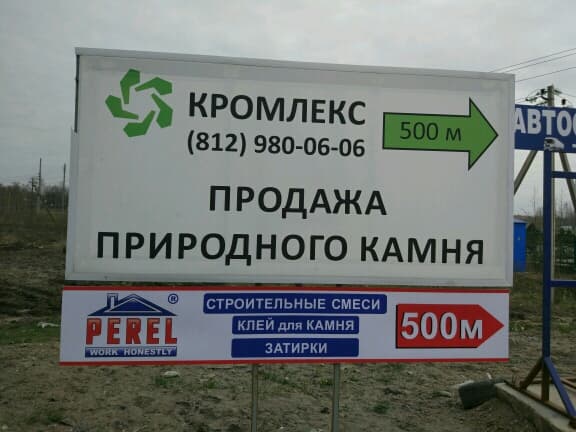 КРОМЛЕКС
(812) 980-06-06
500 м
ПРОДАЖА
ПРИРОДНОГО КАМНЯ
PEREL ®
WORK HONESTLY
СТРОИТЕЛЬНЫЕ СМЕСИ
КЛЕЙ для КАМНЯ
ЗАТИРКИ
500м
АВТОС